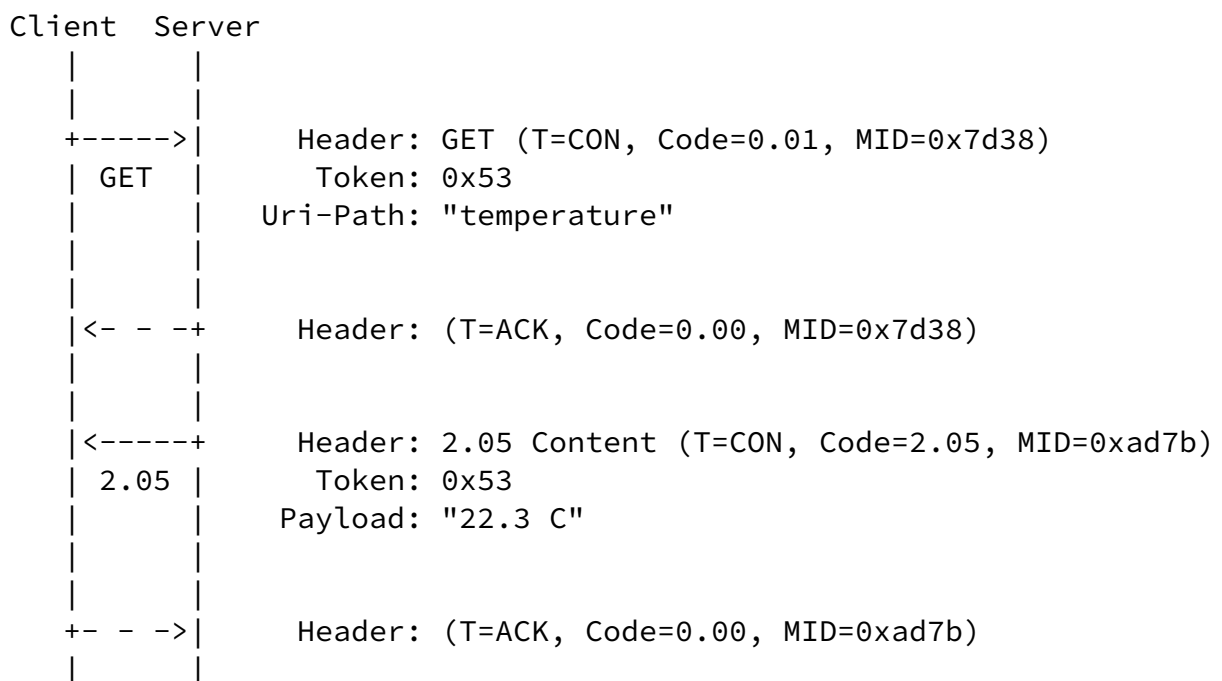 Client  Server
   |      |
   |      |
   +----->|     Header: GET (T=CON, Code=0.01, MID=0x7d38)
   | GET  |      Token: 0x53
   |      |   Uri-Path: "temperature"
   |      |
   |      |
   |<- - -+     Header: (T=ACK, Code=0.00, MID=0x7d38)
   |      |
   |      |
   |<-----+     Header: 2.05 Content (T=CON, Code=2.05, MID=0xad7b)
   | 2.05 |      Token: 0x53
   |      |    Payload: "22.3 C"
   |      |
   |      |
   +- - ->|     Header: (T=ACK, Code=0.00, MID=0xad7b)
   |      |